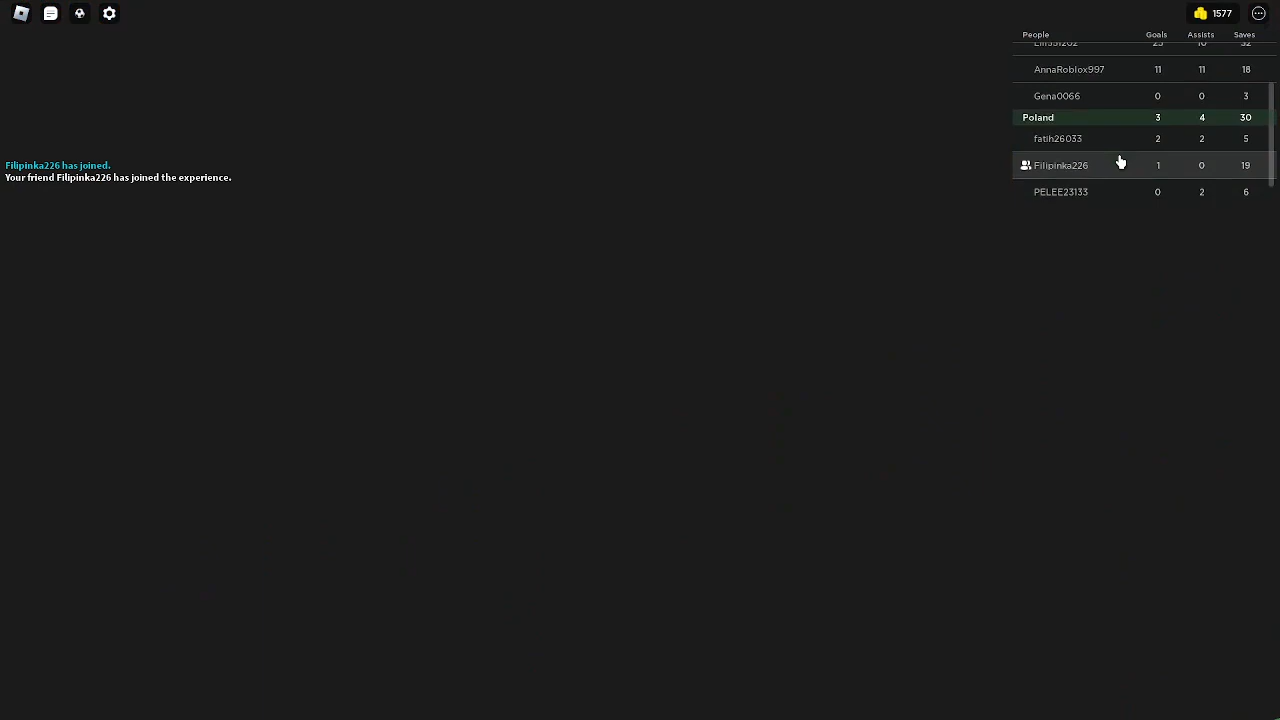 1577
People Goals Assists Saves
AnnaRoblox997 11 11 18
Gena0066 0 0 3
Poland 3 4 30
fatih26033 2 2 5
Filipinka226 1 0 19
PELEE23133 0 2 6
Filipinka226 has joined.
Your friend Filipinka226 has joined the experience.